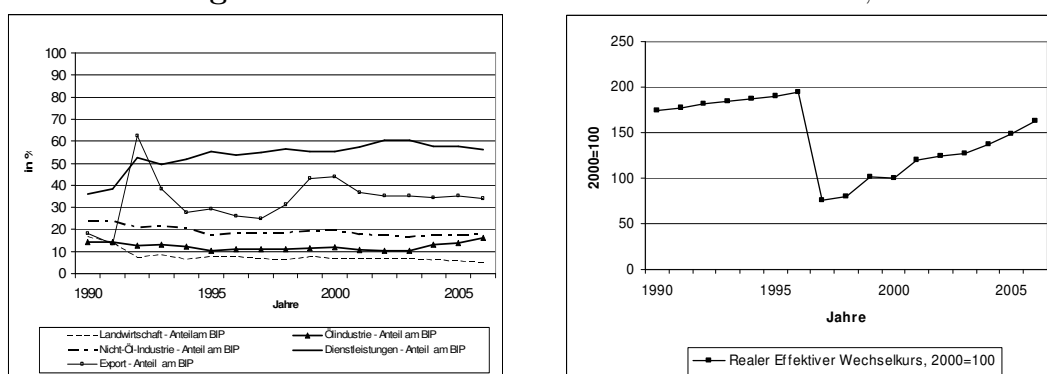 in %
100
90
80
70
60
50
40
30
20
10
0
1990 1995 2000 2005
Jahre
Landwirtschaft - Anteilam BIP Ölindustrie - Anteil am BIP
Nicht-Öl-Industrie - Anteil am BIP Dienstleistungen - Anteil am BIP
Export - Anteil am BIP
2000=100
250
200
150
100
50
0
1990 1995 2000 2005
Jahre
Realer Effektiver Wechselkurs, 2000=100